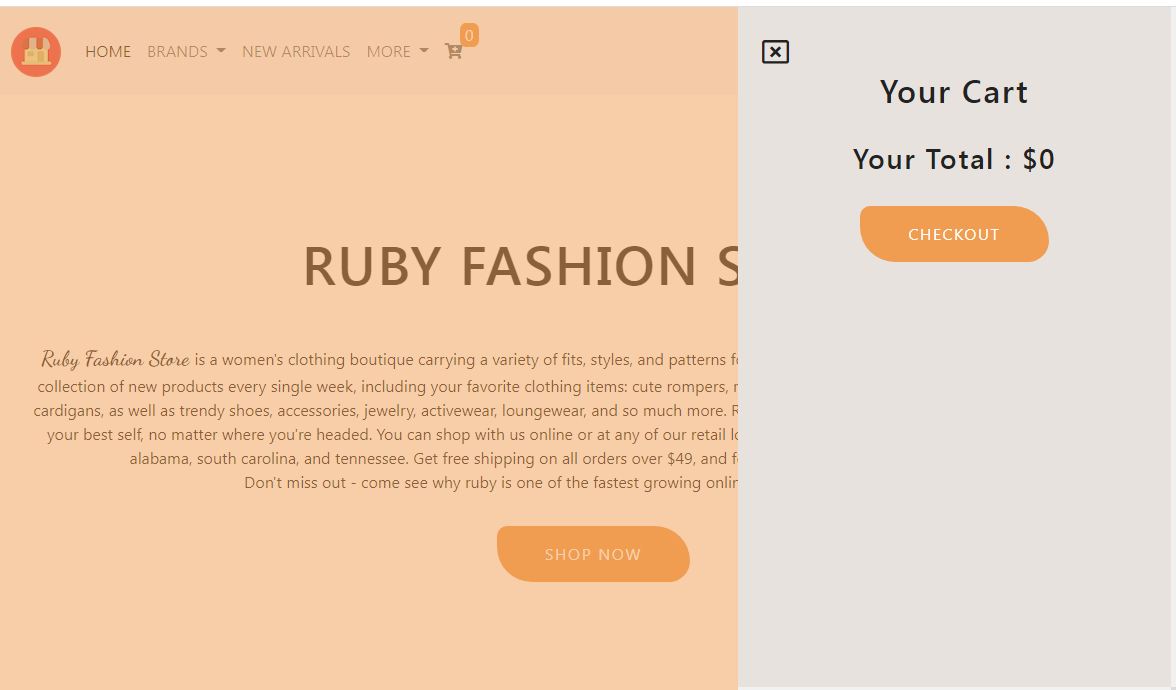 HOME BRANDS NEW ARRIVALS MORE 0
RUBY FASHION S
Ruby Fashion Store is a women's clothing boutique carrying a variety of fits, styles, and patterns
collection of new products every single week, including your favorite clothing items: cute rompers,
cardigans, as well as trendy shoes, accessories, jewelry, activewear, loungewear, and so much more.
your best self, no matter where you're headed. You can shop with us online or at any of our retail
alabama, south carolina, and tennessee. Get free shipping on all orders over $49, and
Don't miss out - come see why ruby is one of the fastest growing
SHOP NOW
Your Cart
Your Total : $0
CHECKOUT